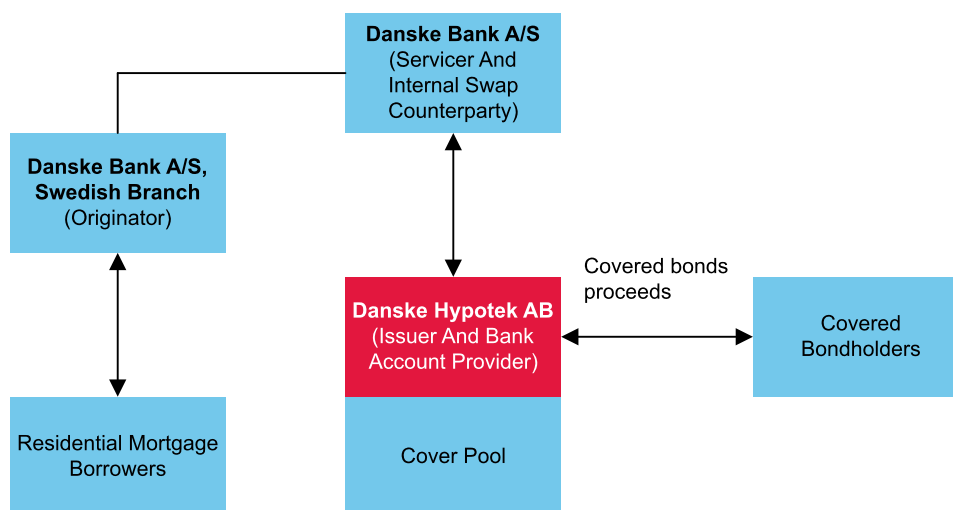 Danske Bank A/S
(Servicer And
Internal Swap
Counterparty)
Danske Bank A/S,
Swedish Branch
(Originator)
Covered bonds
proceeds
Danske Hypotek AB
(Issuer And Bank
Account Provider)
Covered
Bondholders
Residential Mortgage
Borrowers
Cover Pool